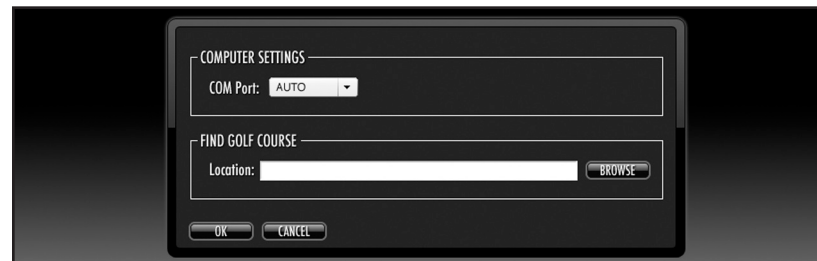 COMPUTER SETTINGS
COM Port: AUTO
FIND GOLF COURSE
Location: BROWSE
OK CANCEL